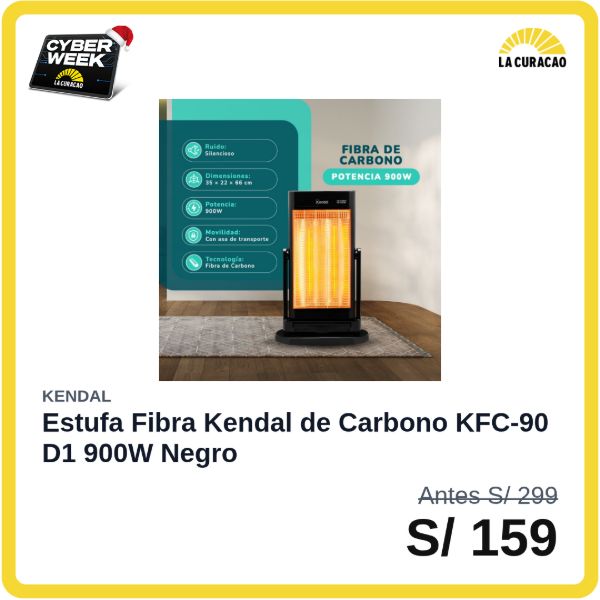 CYBER
WEEK
LA CURACAO
LA CURACAO
FIBRA DE
CARBONO
POTENCIA 900W
Ruido:
Silencioso
Dimensiones:
35 × 22 × 66 cm
Potencia:
900W
Movilidad:
Con asa de transporte
Tecnología:
Fibra de Carbono
Kendal
KENDAL
Estufa Fibra Kendal de Carbono KFC-90
D1 900W Negro
Antes S/ 299
S/ 159